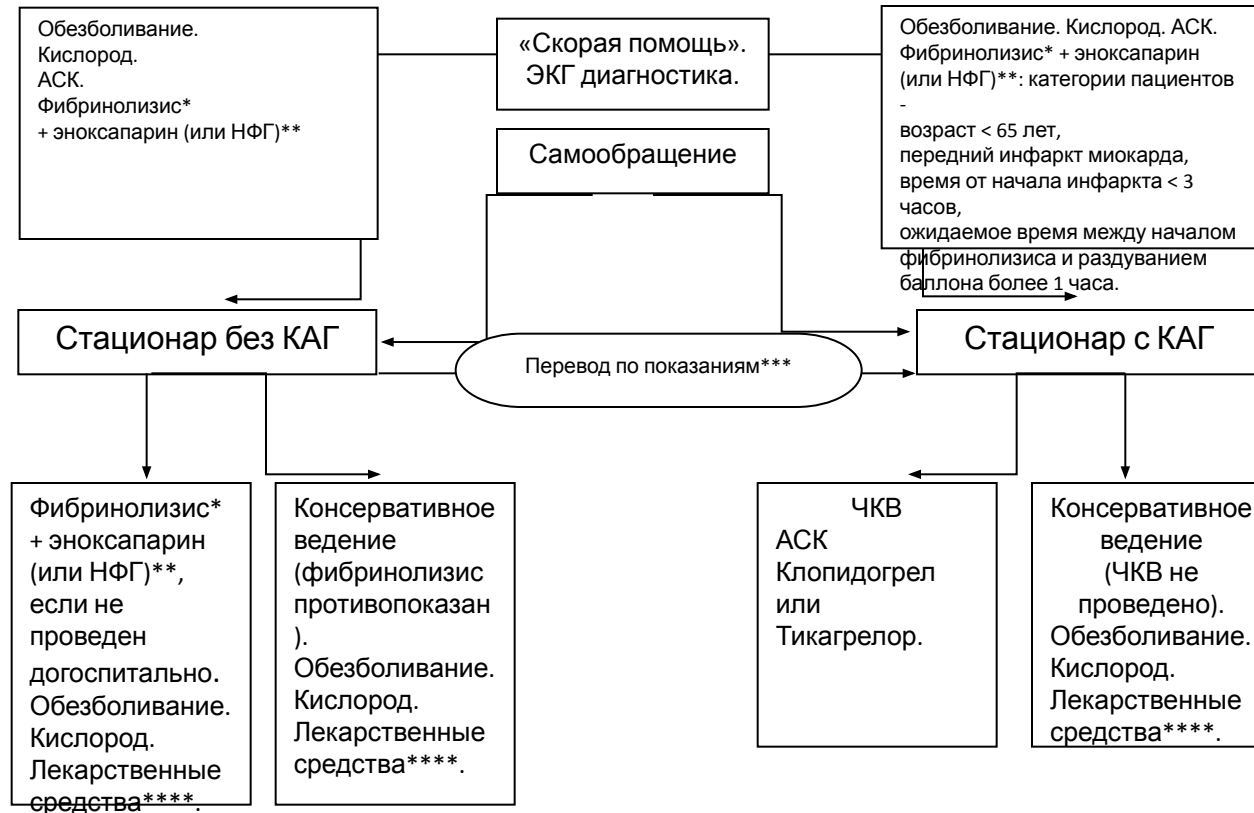 Обезболивание.
Кислород.
АСК.
Фибринолизис*
+ эноксапарин (или НФГ)**
«Скорая помощь».
ЭКГ диагностика.
Самообращение
Обезболивание. Кислород. АСК.
Фибринолизис* + эноксапарин
(или НФГ)**: категории пациентов
-
возраст < 65 лет,
передний инфаркт миокарда,
время от начала инфаркта < 3
часов,
ожидаемое время между началом
фибринолизиса и раздуванием
баллона более 1 часа.
Стационар без КАГ
Перевод по показаниям***
Стационар с КАГ
Фибринолизис*
+ эноксапарин
(или НФГ)**,
если не
проведен
догоспитально.
Обезболивание.
Кислород.
Лекарственные
средства****.
Консервативное
ведение
(фибринолизис
противопоказан
).
Обезболивание.
Кислород.
Лекарственные
средства****.
ЧКВ
АСК
Клопидогрел
или
Тикагрелор.
Консервативное
ведение
(ЧКВ не
проведено).
Обезболивание.
Кислород.
Лекарственные
средства****.